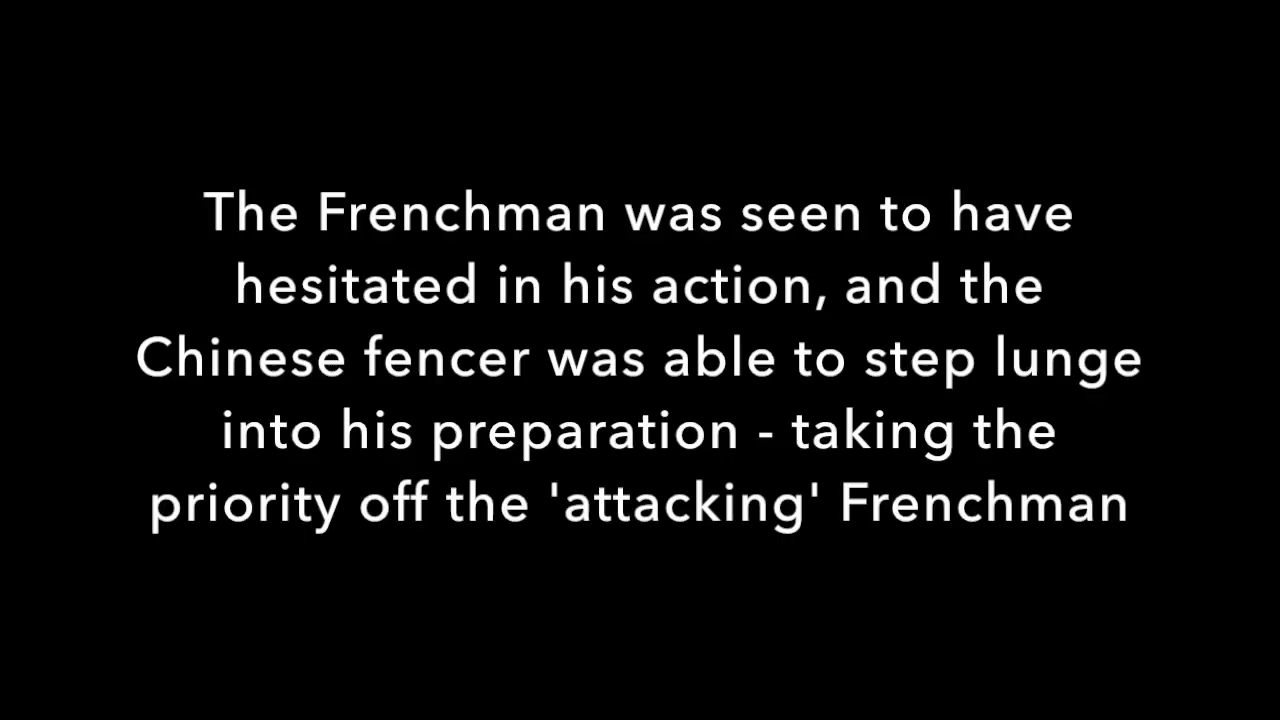 The Frenchman was seen to have
hesitated in his action, and the
Chinese fencer was able to step lunge
into his preparation - taking the
priority off the 'attacking' Frenchman